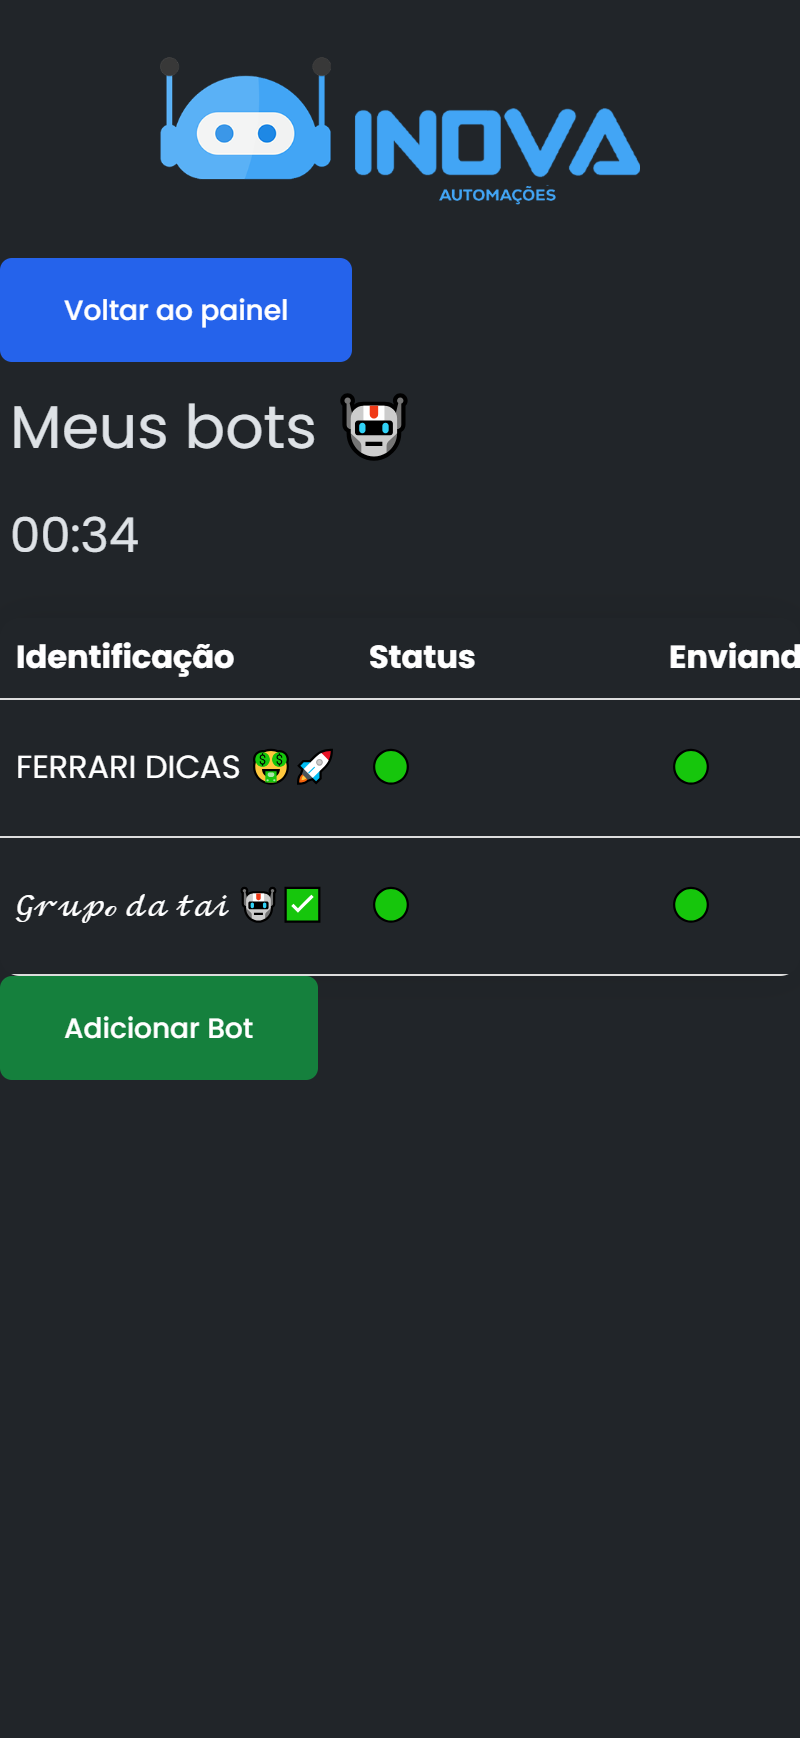 INOVA
AUTOMAÇÕES
Voltar ao painel
Meus bots 🤖
00:34
Identificação Status Enviand
FERRARI DICAS 🤑🚀 🟢 🟢
𝓖𝓻𝓾𝓹𝓸 𝓭𝓪 𝓽𝓪𝓲 🤖✅ 🟢 🟢
Adicionar Bot